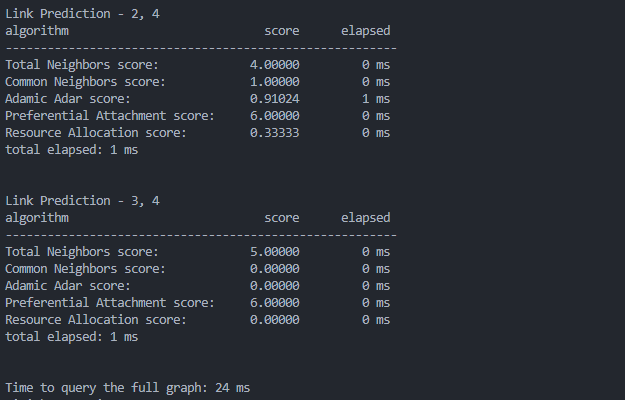 Link Prediction - 2, 4
algorithm                         score      elapsed
--------------------------------------------------------
Total Neighbors score:            4.00000      0 ms
Common Neighbors score:           1.00000      0 ms
Adamic Adar score:                0.91024      1 ms
Preferential Attachment score:    6.00000      0 ms
Resource Allocation score:        0.33333      0 ms
total elapsed: 1 ms
Link Prediction - 3, 4
algorithm                         score      elapsed
--------------------------------------------------------
Total Neighbors score:            5.00000      0 ms
Common Neighbors score:           0.00000      0 ms
Adamic Adar score:                0.00000      0 ms
Preferential Attachment score:    6.00000      0 ms
Resource Allocation score:        0.00000      0 ms
total elapsed: 1 ms
Time to query the full graph: 24 ms